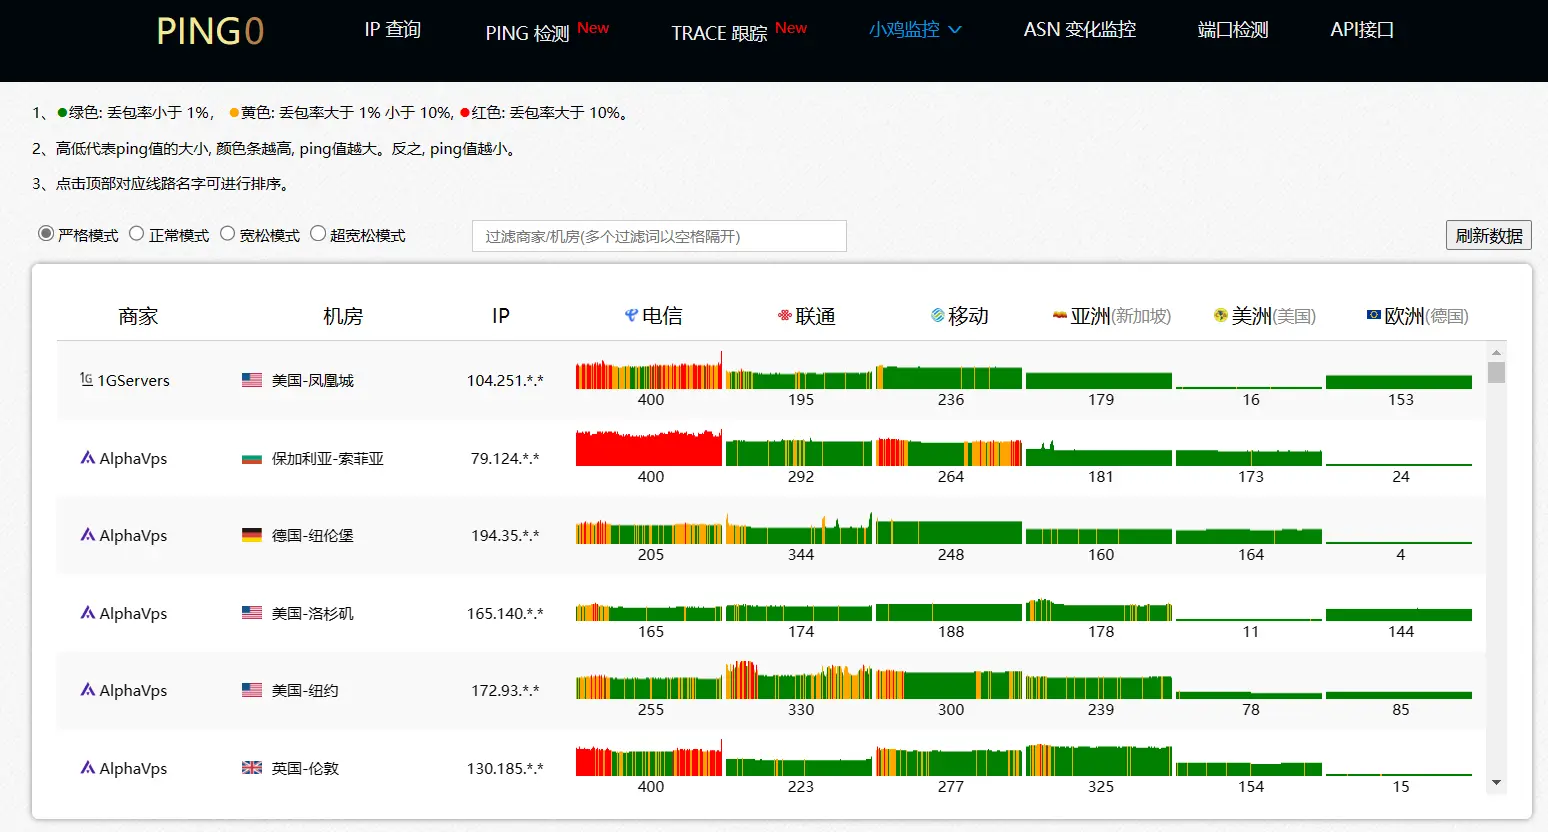 PING0 IP 查询 PING 检测 New TRACE 跟踪 New 小鸡监控 ASN 变化监控 端口检测 API接口
1、●绿色: 丢包率小于 1%， ●黄色: 丢包率大于 1% 小于 10%, ●红色: 丢包率大于 10%。
2、高低代表ping值的大小, 颜色条越高, ping值越大。反之, ping值越小。
3、点击顶部对应线路名字可进行排序。
严格模式 正常模式 宽松模式 超宽松模式 过滤商家/机房(多个过滤词以空格隔开) 刷新数据
商家 机房 IP 电信 联通 移动 亚洲(新加坡) 美洲(美国) 欧洲(德国)
1G 1GServers 美国-凤凰城 104.251.*.*
400 195 236 179 16 153
AlphaVps 保加利亚-索菲亚 79.124.*.*
400 292 264 181 173 24
AlphaVps 德国-纽伦堡 194.35.*.*
205 344 248 160 164 4
AlphaVps 美国-洛杉矶 165.140.*.*
165 174 188 178 11 144
AlphaVps 美国-纽约 172.93.*.*
255 330 300 239 78 85
AlphaVps 英国-伦敦 130.185.*.*
400 223 277 325 154 15